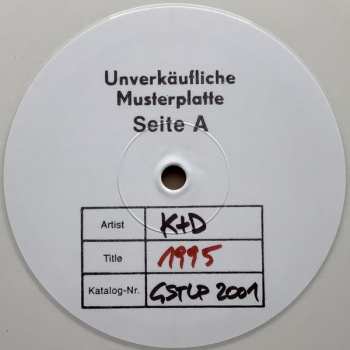 Unverkäufliche
Musterplatte
Seite A
Artist K+D
Title 1995
Katalog-Nr. GSTLP 2001